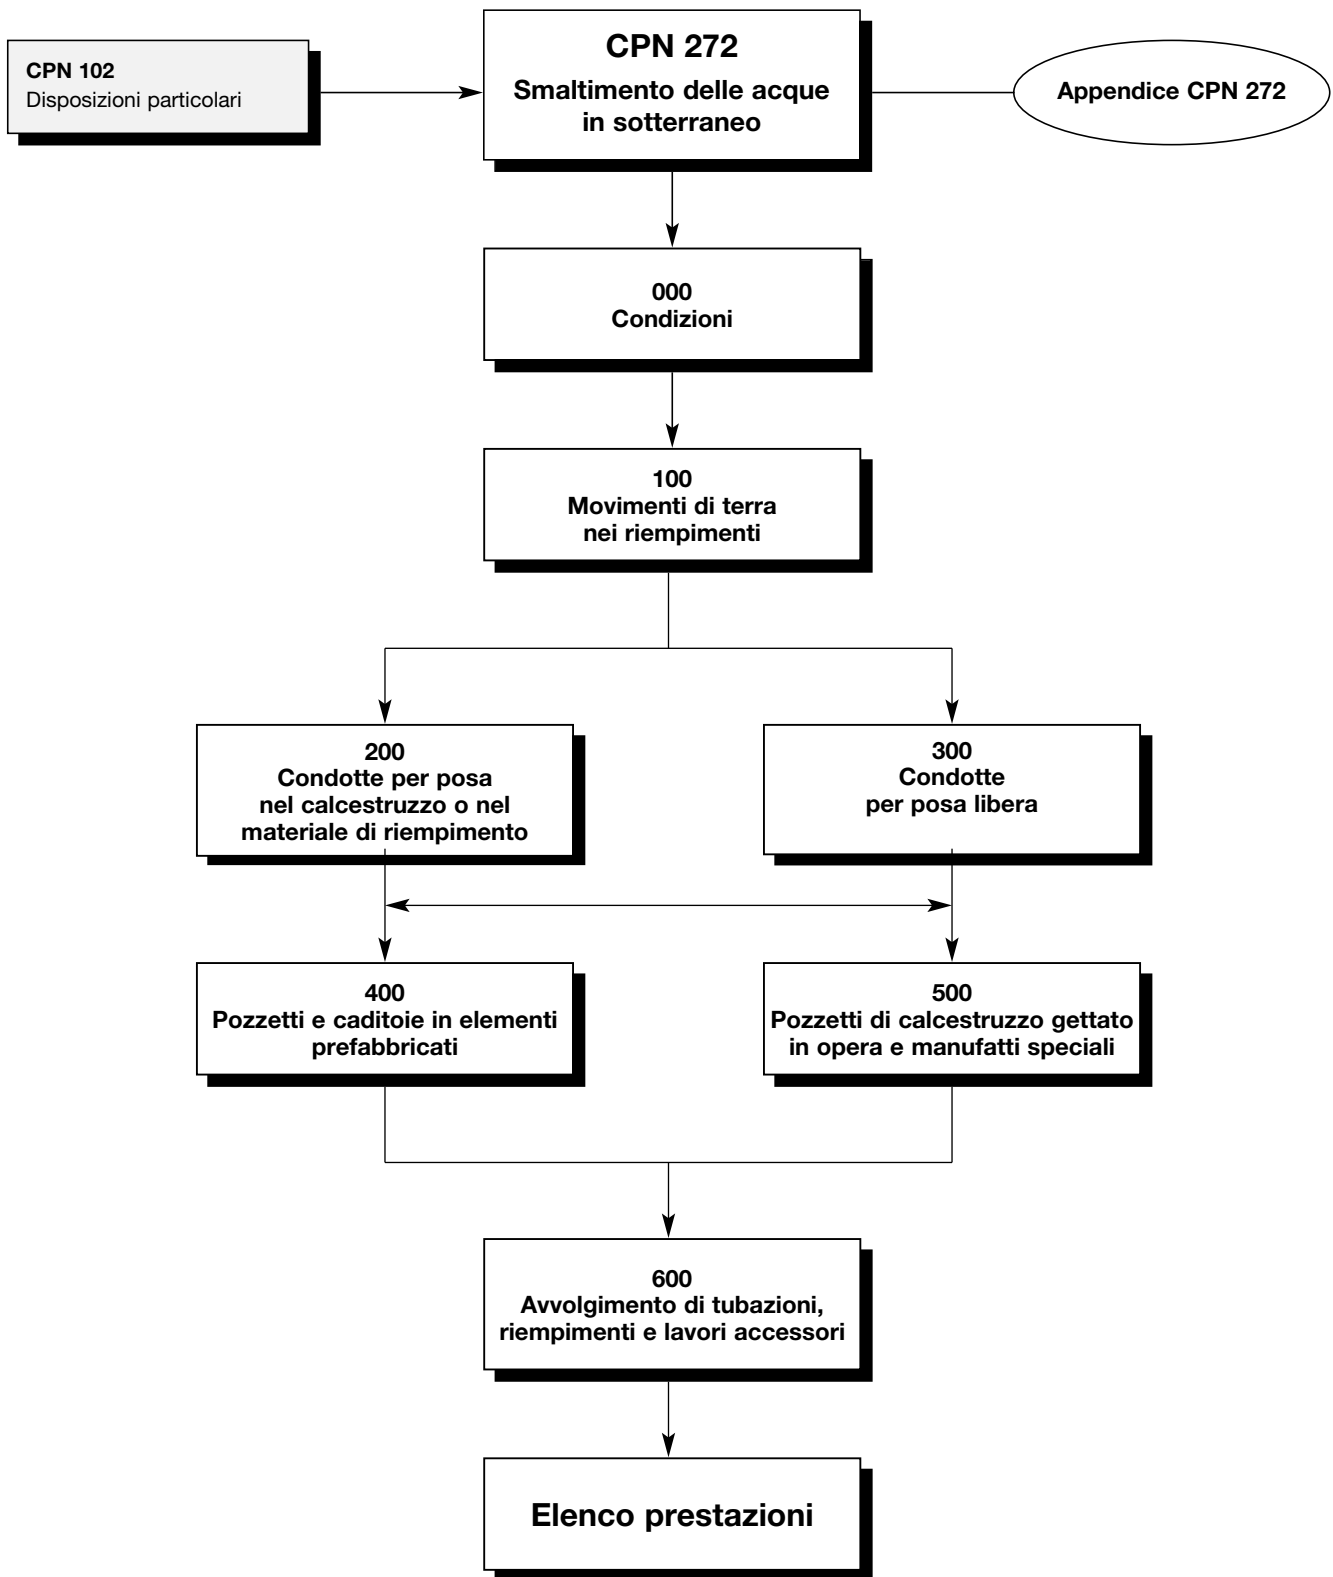 CPN 102
Disposizioni particolari
CPN 272
Smaltimento delle acque
in sotterraneo
Appendice CPN 272
000
Condizioni
100
Movimenti di terra
nei riempimenti
200
Condotte per posa
nel calcestruzzo o nel
materiale di riempimento
300
Condotte
per posa libera
400
Pozzetti e caditoie in elementi
prefabbricati
500
Pozzetti di calcestruzzo gettato
in opera e manufatti speciali
600
Avvolgimento di tubazioni,
riempimenti e lavori accessori
Elenco prestazioni